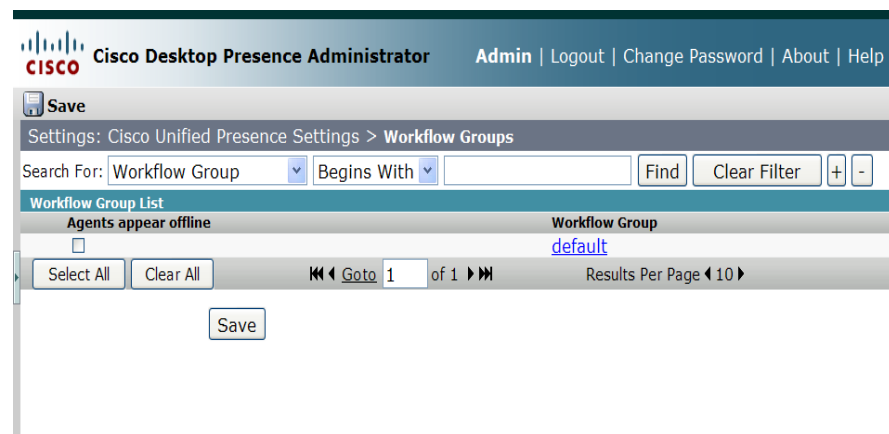 CISCO Cisco Desktop Presence Administrator Admin | Logout | Change Password | About | Help
Save
Settings: Cisco Unified Presence Settings > Workflow Groups
Search For: Workflow Group Begins With Find Clear Filter + -
Workflow Group List
Agents appear offline Workflow Group
default
Select All Clear All Goto 1 of 1 Results Per Page 10
Save